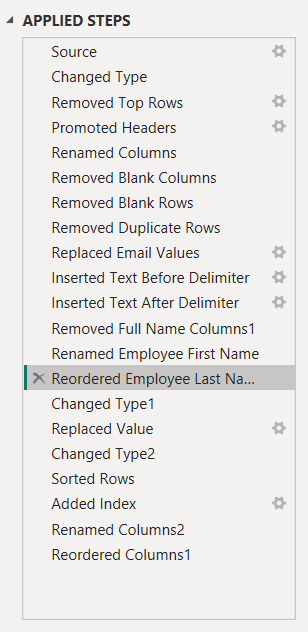 APPLIED STEPS
Source
Changed Type
Removed Top Rows
Promoted Headers
Renamed Columns
Removed Blank Columns
Removed Blank Rows
Removed Duplicate Rows
Replaced Email Values
Inserted Text Before Delimiter
Inserted Text After Delimiter
Removed Full Name Columns1
Renamed Employee First Name
Reordered Employee Last Na...
Changed Type1
Replaced Value
Changed Type2
Sorted Rows
Added Index
Renamed Columns2
Reordered Columns1